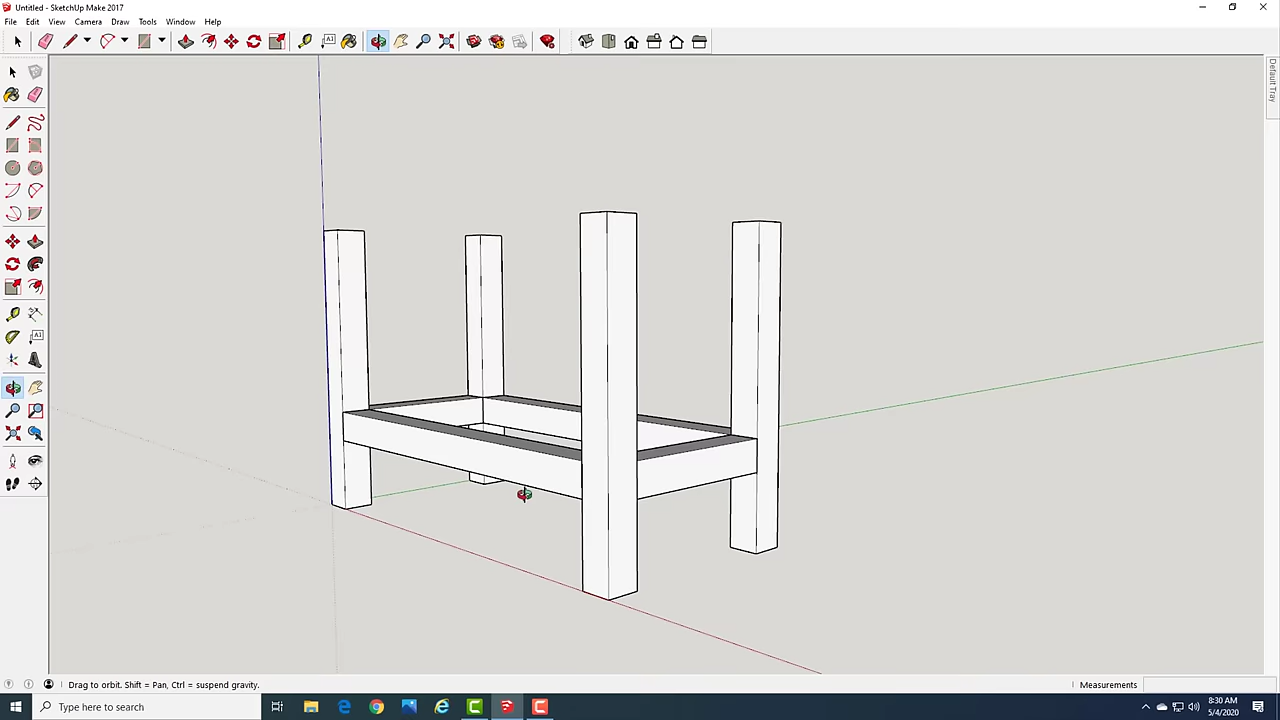 Untitled - SketchUp Make 2017
File Edit View Camera Draw Tools Window Help
Default Tray
Drag to orbit. Shift = Pan, Ctrl = suspend gravity.
Measurements
Type here to search
8:30 AM
5/4/2020